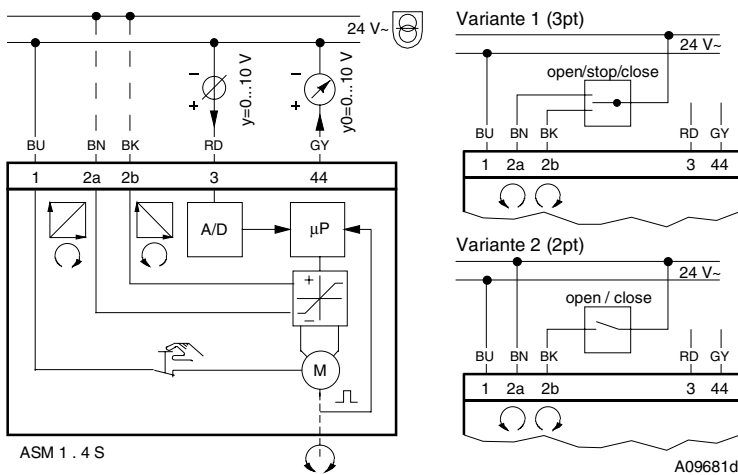 24 V~
y=0...10 V
y0=0...10 V
BU BN BK RD GY
1 2a 2b 3 44
A/D µP
+
−
M
ASM 1 . 4 S
Variante 1 (3pt)
24 V~
open/stop/close
BU BN BK RD GY
1 2a 2b 3 44
Variante 2 (2pt)
24 V~
open / close
BU BN BK RD GY
1 2a 2b 3 44
A09681d